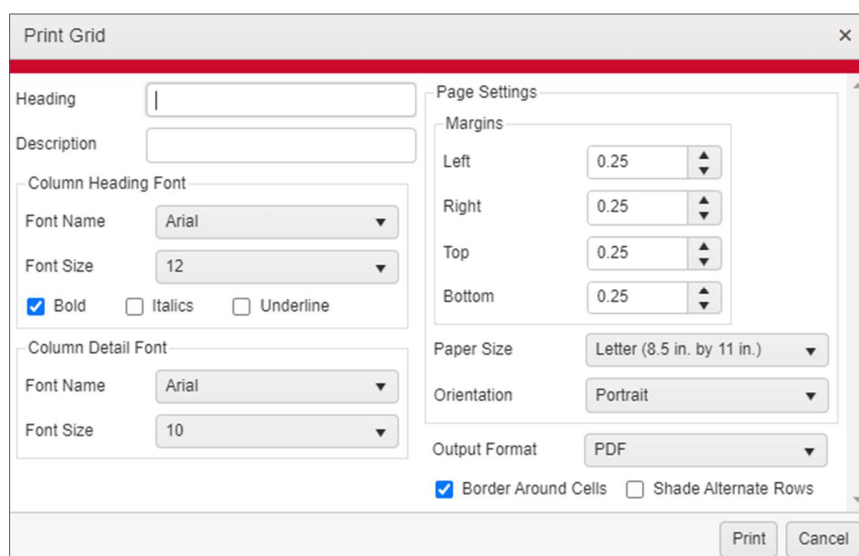 Print Grid
Heading
Description
Column Heading Font
Font Name Arial
Font Size 12
Bold Italics Underline
Column Detail Font
Font Name Arial
Font Size 10
Page Settings
Margins
Left 0.25
Right 0.25
Top 0.25
Bottom 0.25
Paper Size Letter (8.5 in. by 11 in.)
Orientation Portrait
Output Format PDF
Border Around Cells Shade Alternate Rows
Print Cancel